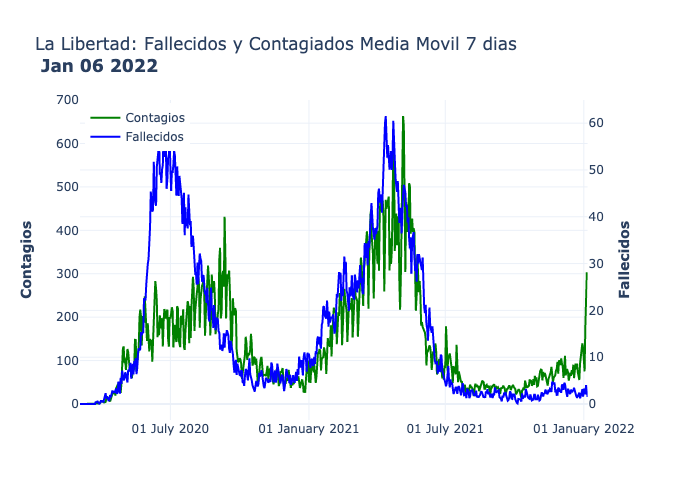 La Libertad: Fallecidos y Contagiados Media Movil 7 dias
Jan 06 2022
Contagios
Fallecidos
700
600
500
400
300
200
100
0
Contagios
60
50
40
30
20
10
0
Fallecidos
01 July 2020
01 January 2021
01 July 2021
01 January 2022